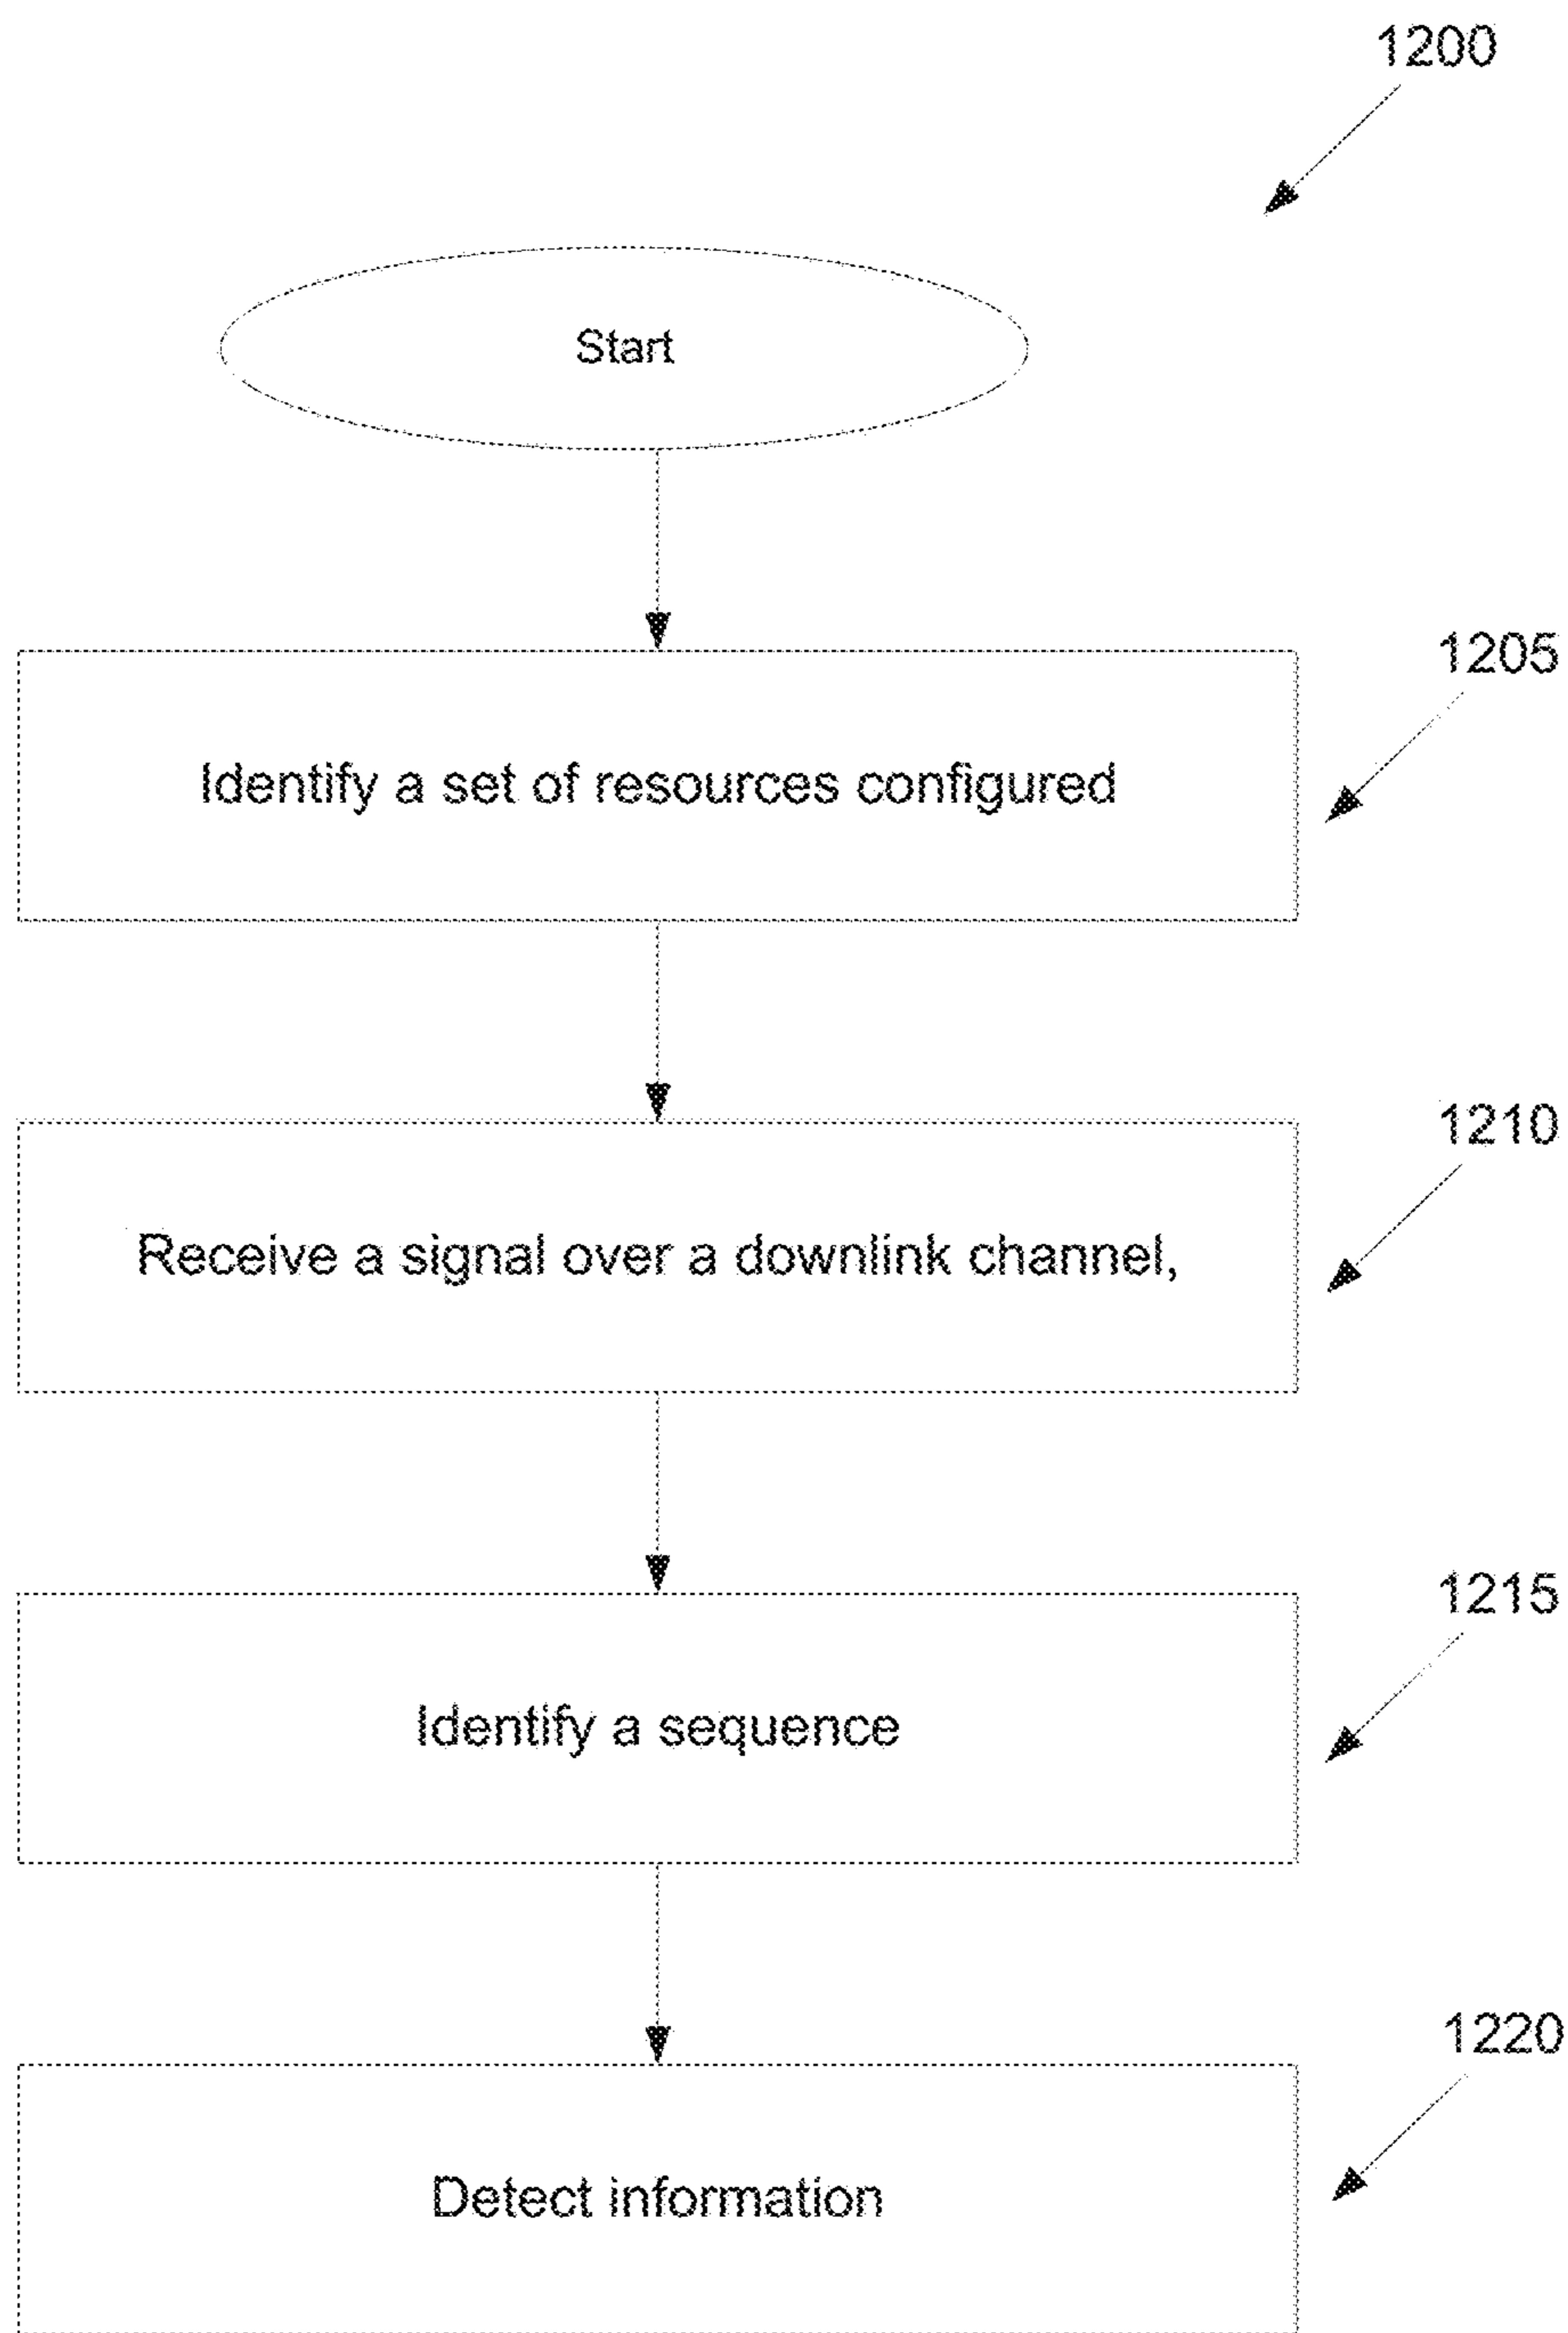 1200
Start
1205
Identify a set of resources configured
1210
Receive a signal over a downlink channel,
1215
Identify a sequence
1220
Detect information